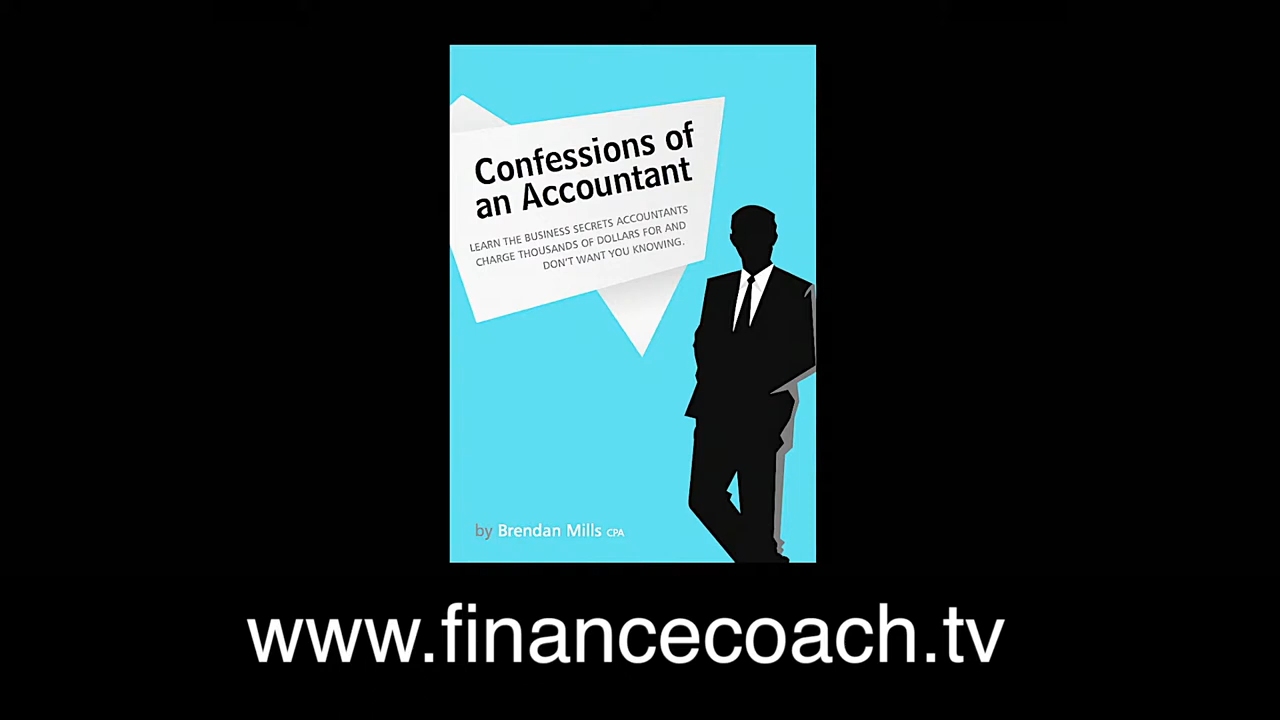 Confessions of
an Accountant
LEARN THE BUSINESS SECRETS ACCOUNTANTS
CHARGE THOUSANDS OF DOLLARS FOR AND
DON'T WANT YOU KNOWING.
by Brendan Mills CPA
www.financecoach.tv